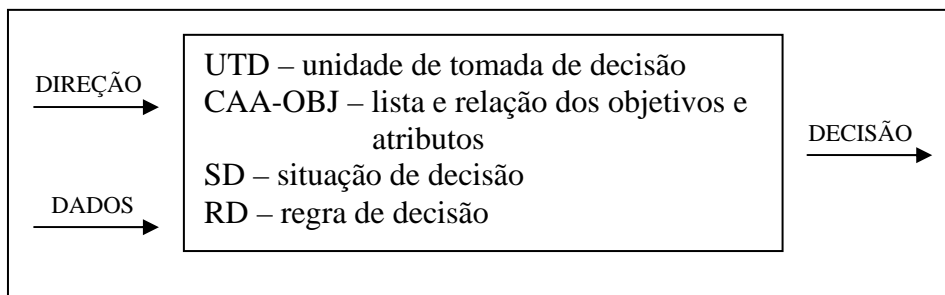 DIREÇÃO
DADOS
UTD – unidade de tomada de decisão
CAA-OBJ – lista e relação dos objetivos e
atributos
SD – situação de decisão
RD – regra de decisão
DECISÃO